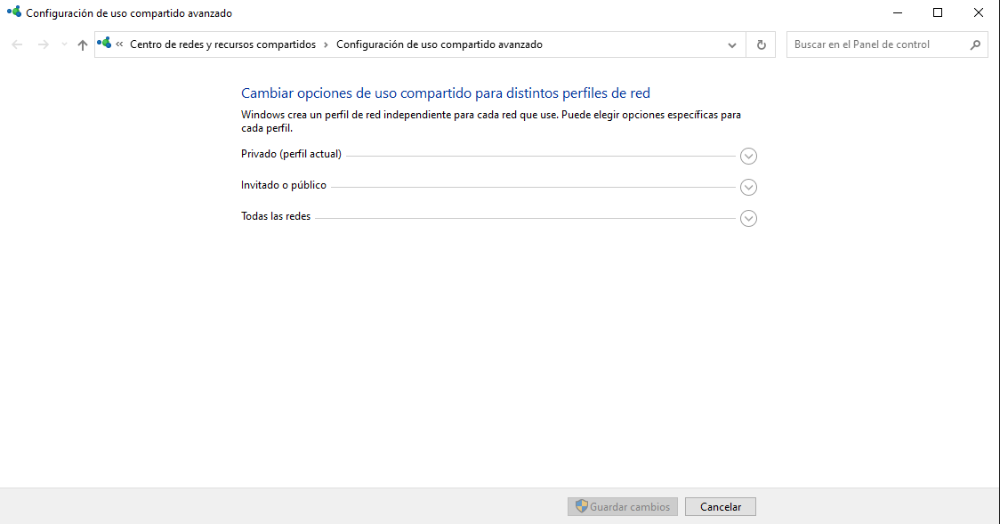 Configuración de uso compartido avanzado
« Centro de redes y recursos compartidos › Configuración de uso compartido avanzado
Buscar en el Panel de control
Cambiar opciones de uso compartido para distintos perfiles de red
Windows crea un perfil de red independiente para cada red que use. Puede elegir opciones específicas para
cada perfil.
Privado (perfil actual)
Invitado o público
Todas las redes
Guardar cambios
Cancelar